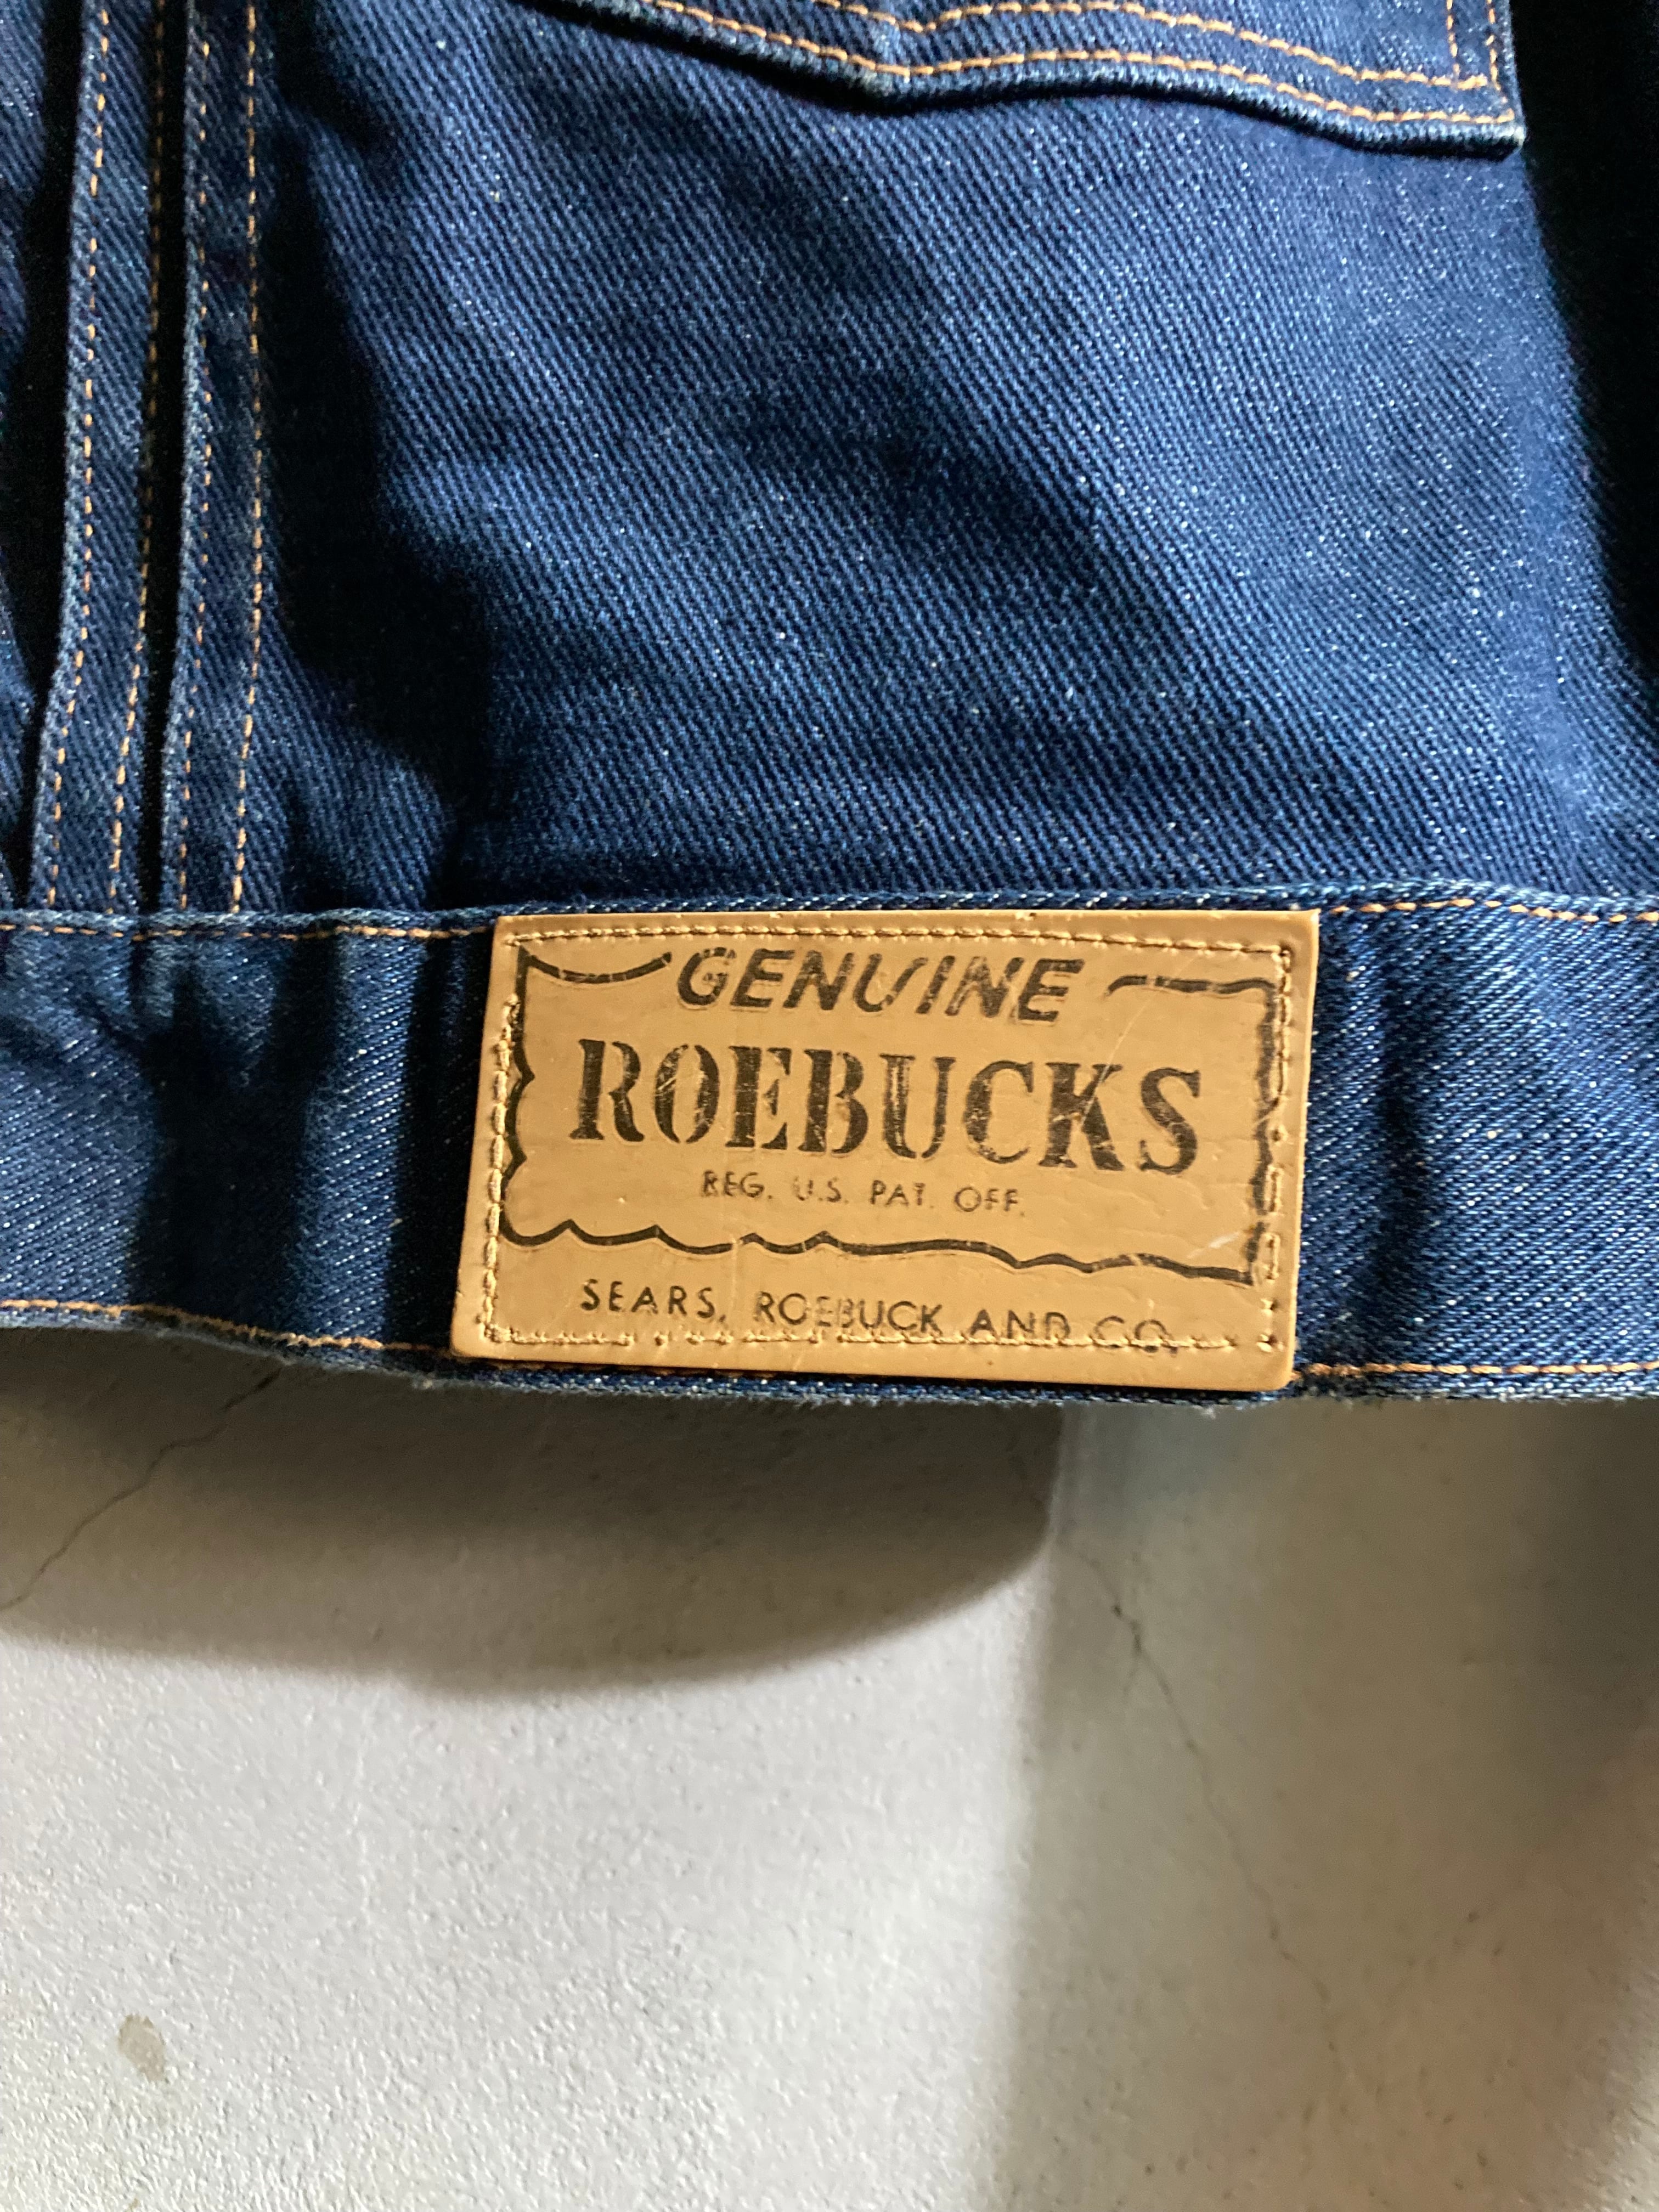 GENUINE
ROEBUCKS
REG. U.S. PAT. OFF.
SEARS, ROEBUCK AND CO.